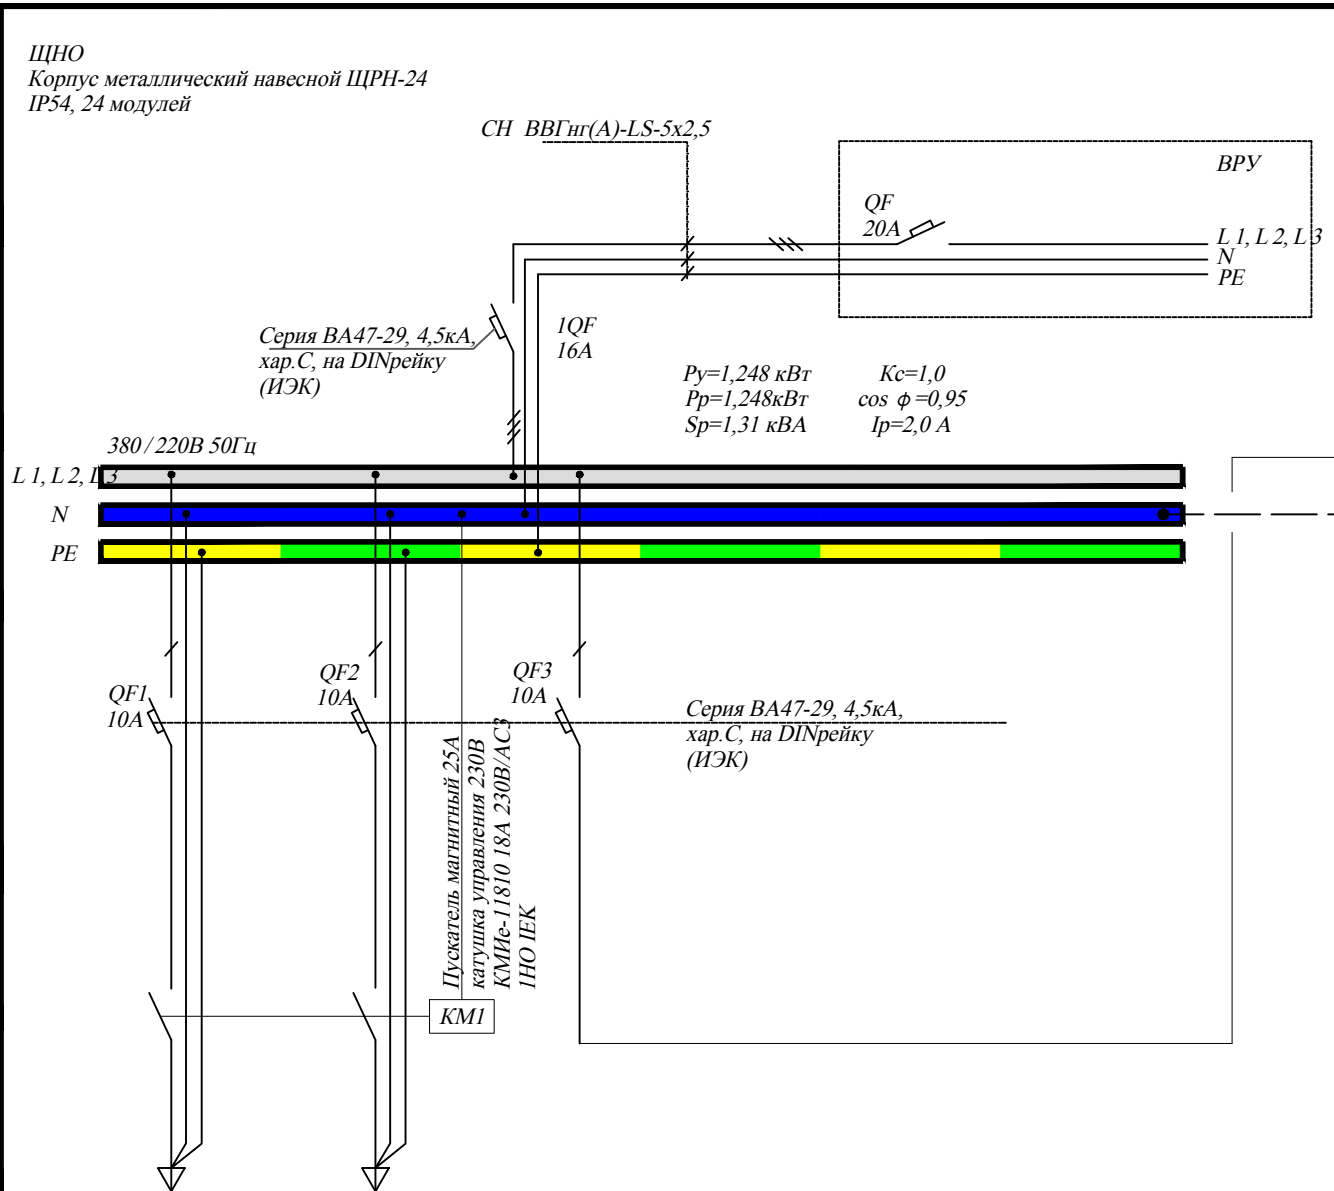 ЩНО
Корпус металлический навесной ЩРН-24
IP54, 24 модулей
СН ВВГнг(А)-LS-5х2,5
ВРУ
QF
20А
L 1, L 2, L 3
N
PE
1QF
16А
Серия ВА47-29, 4,5кА,
хар.С, на DINрейку
(ИЭК)
Ру=1,248 кВт
Кс=1,0
Рр=1,248кВт
cos φ =0,95
Sр=1,31 кВА
Iр=2,0 А
380 / 220В 50Гц
L 1, L 2, L 3
N
PE
QF1
10А
QF2
10А
QF3
10А
Серия ВА47-29, 4,5кА,
хар.С, на DINрейку
(ИЭК)
Пускатель магнитный 25А
катушка управления 230В
КМИе-11810 18А 230В/АС3
1НО IEK
КМ1